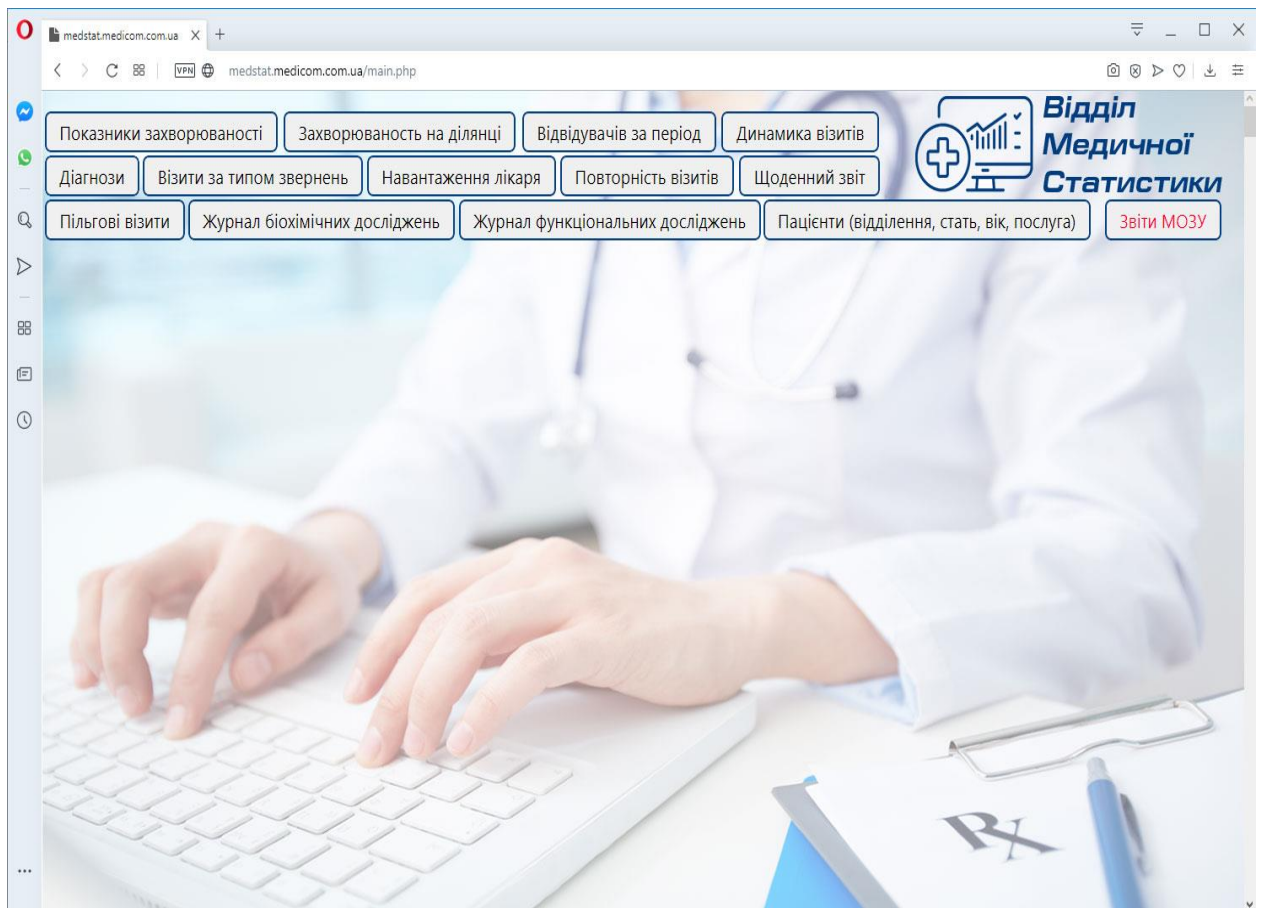 medstat.medicom.com.ua
VPN medstat.medicom.com.ua/main.php
Показники захворюваності Захворюваность на ділянці Відвідувачів за період Динамика візитів
Діагнози Візити за типом звернень Навантаження лікаря Повторність візитів Щоденний звіт
Пільгові візити Журнал біохімічних досліджень Журнал функціональних досліджень Пацієнти (відділення, стать, вік, послуга) Звіти МОЗУ
Відділ
Медичної
Статистики
Rx